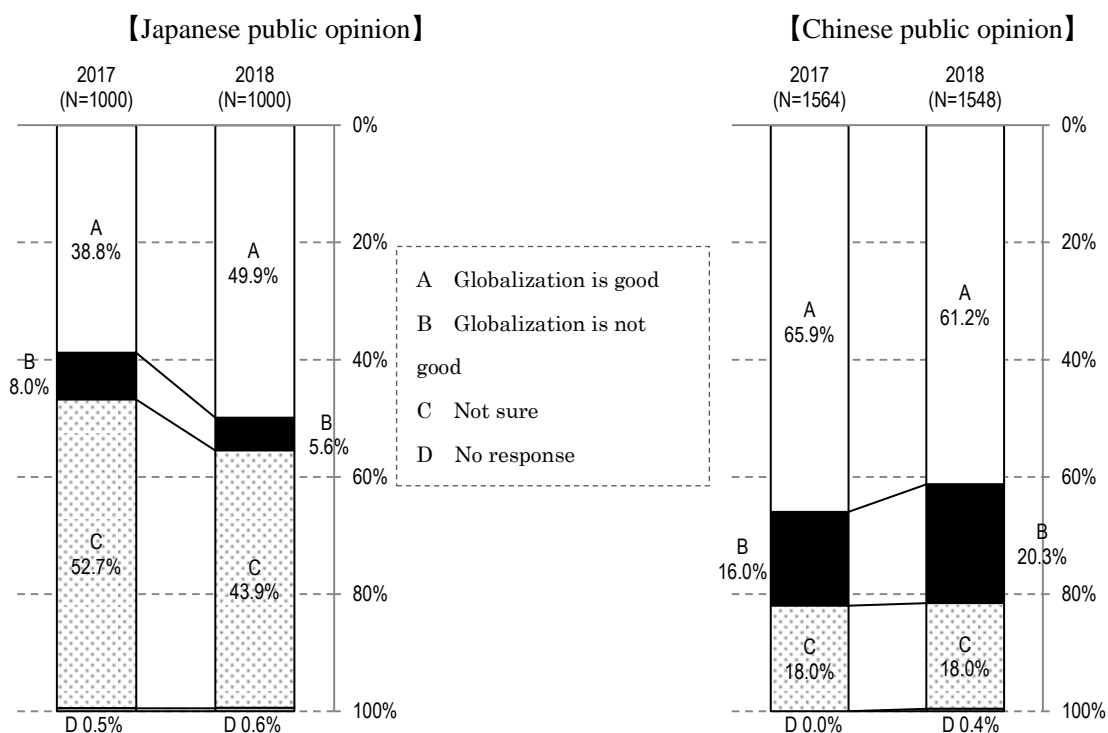 【Japanese public opinion】
2017
(N=1000)
2018
(N=1000)
0%
20%
40%
60%
80%
100%
A
38.8%
B
8.0%
C
52.7%
D 0.5%
A
49.9%
B
5.6%
C
43.9%
D 0.6%
A Globalization is good
B Globalization is not
good
C Not sure
D No response
【Chinese public opinion】
2017
(N=1564)
2018
(N=1548)
0%
20%
40%
60%
80%
100%
A
65.9%
B
16.0%
C
18.0%
D 0.0%
A
61.2%
B
20.3%
C
18.0%
D 0.4%